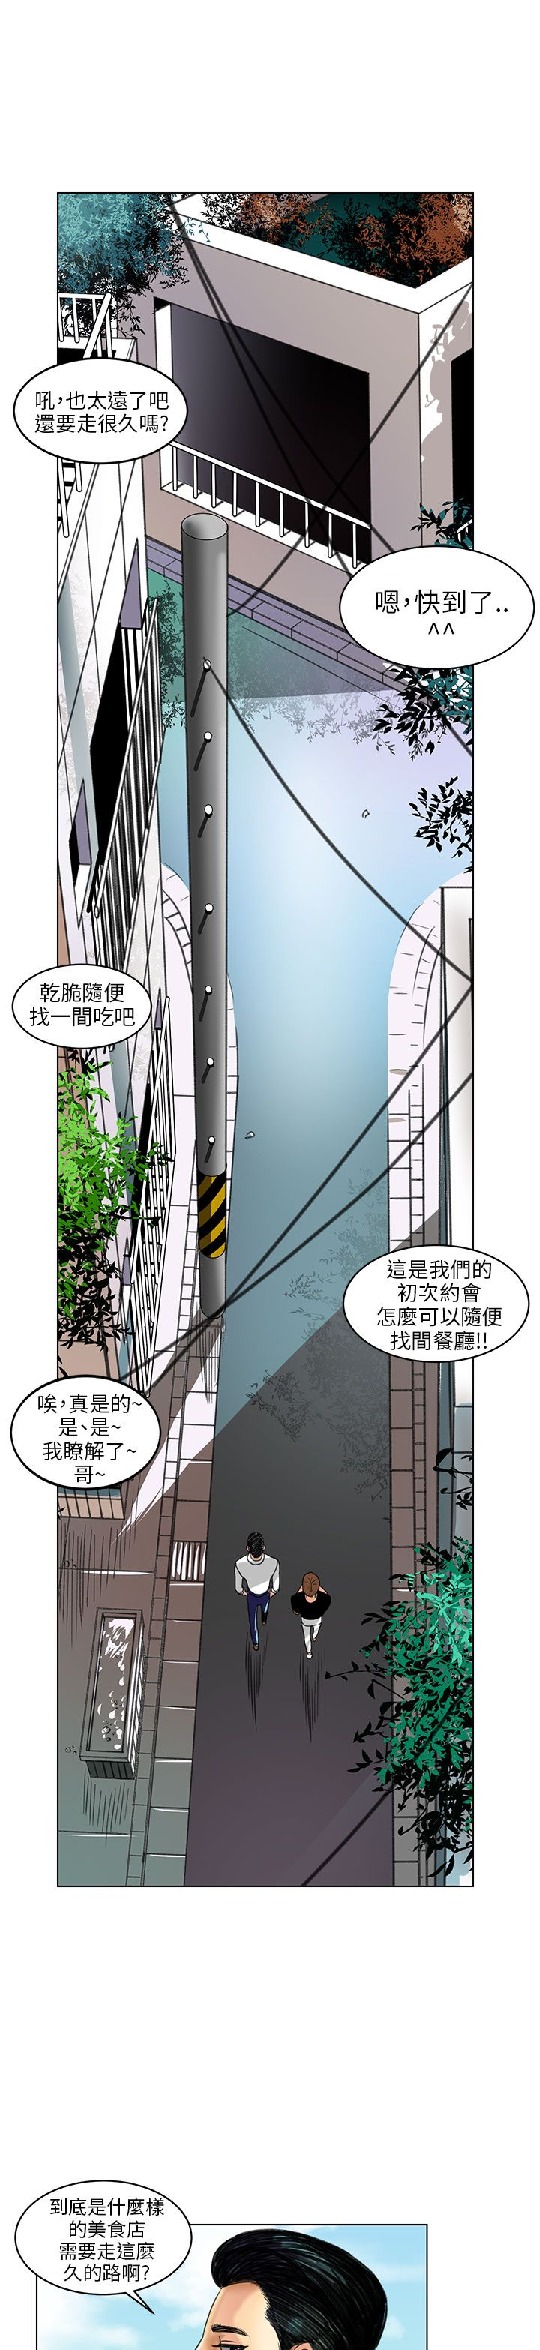 吼，也太遠了吧
還要走很久嗎?
嗯，快到了..
^^
乾脆隨便
找一間吃吧
這是我們的
初次約會
怎麼可以隨便
找間餐廳!!
唉，真是的~
是、是~
我瞭解了~
哥~
到底是什麼樣
的美食店
需要走這麼
久的路啊?